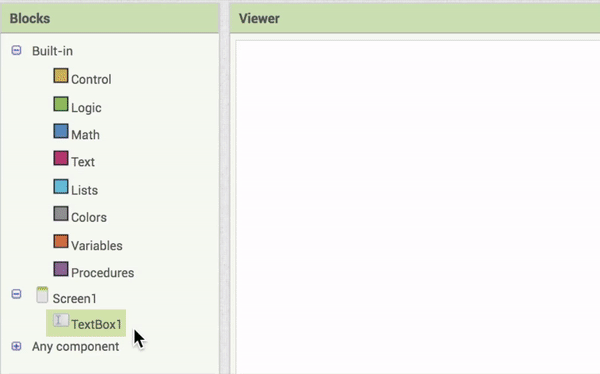 Blocks
Viewer
Built-in
Control
Logic
Math
Text
Lists
Colors
Variables
Procedures
Screen1
TextBox1
Any component